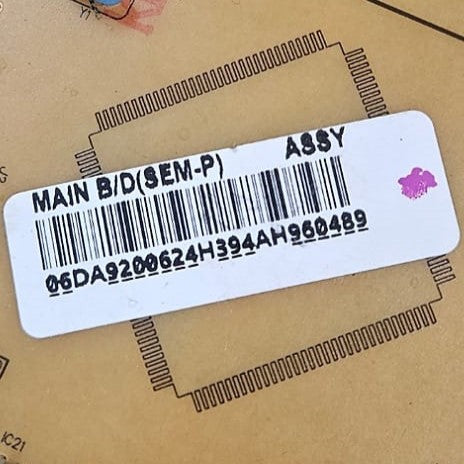 MAIN B/D(SEM-P) ASSY
06DA9200624H394AH960489
IC21